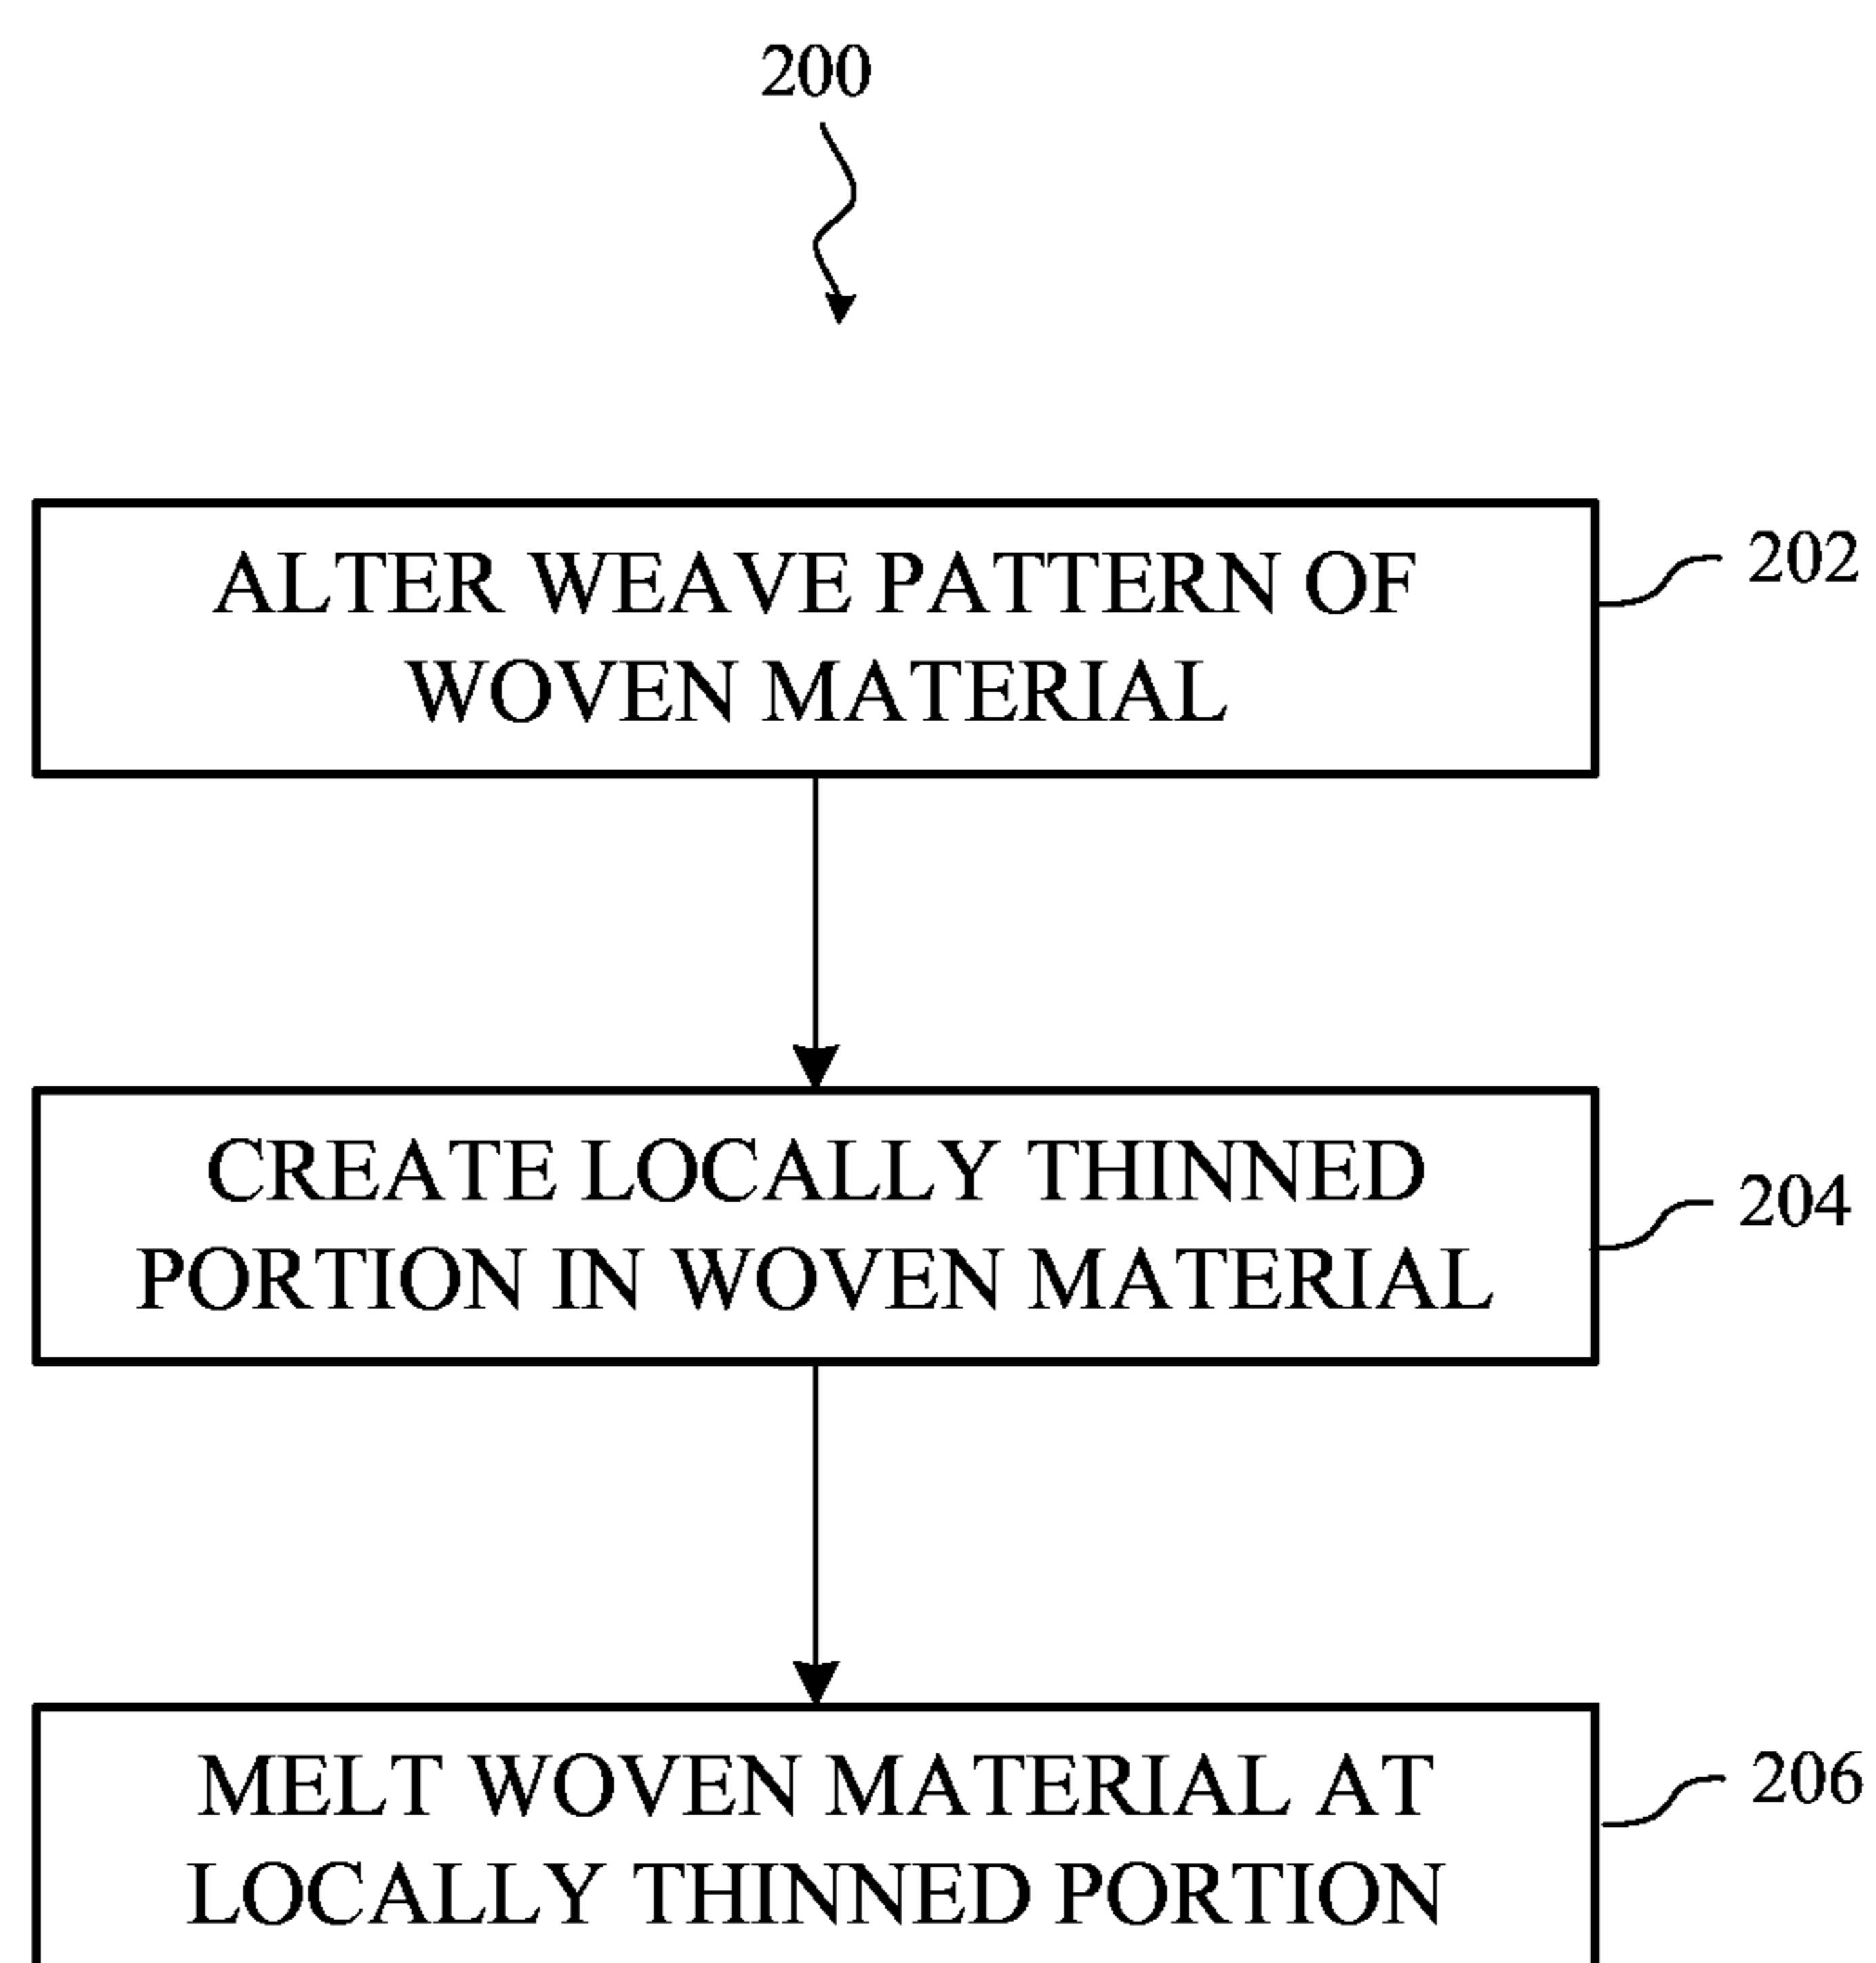 200
ALTER WEAVE PATTERN OF
WOVEN MATERIAL
202
CREATE LOCALLY THINNED
PORTION IN WOVEN MATERIAL
204
MELT WOVEN MATERIAL AT
LOCALLY THINNED PORTION
206